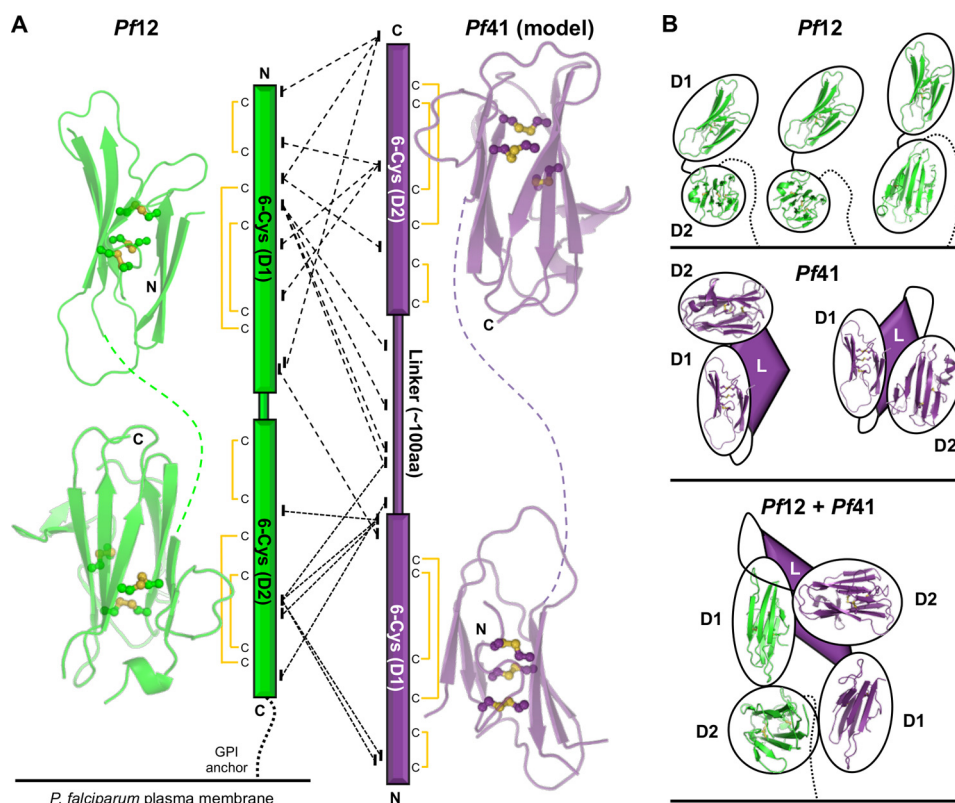 A
Pf12
Pf41 (model)
N
C
C
C
C
C
C
C
6-Cys (D1)
N
C
C
C
C
C
C
C
6-Cys (D2)
C
GPI
anchor
P. falciparum plasma membrane
C
C
C
C
C
C
6-Cys (D2)
C
Linker (~100aa)
C
C
C
C
C
C
6-Cys (D1)
N
N
B
Pf12
D1
D2
Pf41
D2
D1
L
D1
L
D2
Pf12 + Pf41
L
D1
D2
D2
D1